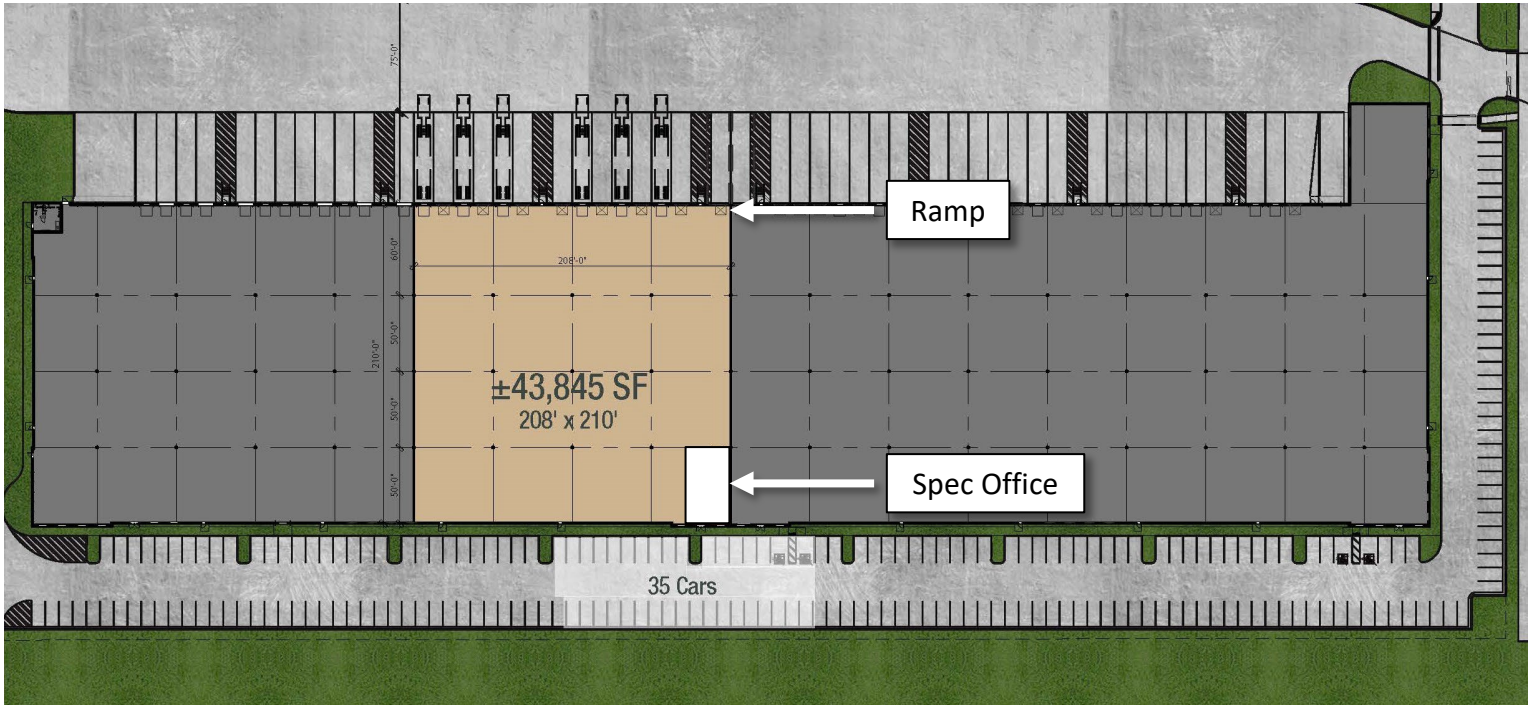 75'-0"
Ramp
60'-0"
208'-0"
50'-0"
210'-0"
±43,845 SF
208' x 210'
50'-0"
50'-0"
Spec Office
35 Cars